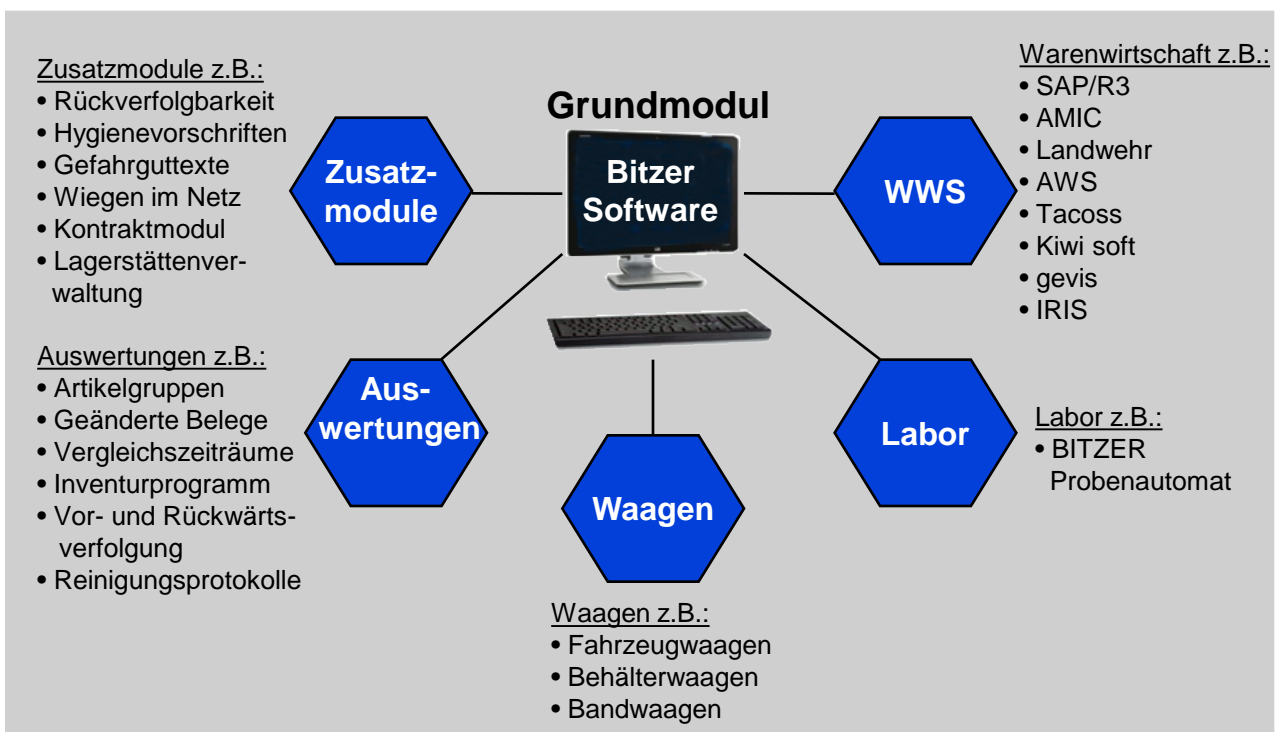 Zusatzmodule z.B.:
• Rückverfolgbarkeit
• Hygienevorschriften
• Gefahrguttexte
• Wiegen im Netz
• Kontraktmodul
• Lagerstättenver-
waltung
Zusatz-
module
Grundmodul
Bitzer
Software
WWS
Warenwirtschaft z.B.:
• SAP/R3
• AMIC
• Landwehr
• AWS
• Tacoss
• Kiwi soft
• gevis
• IRIS
Auswertungen z.B.:
• Artikelgruppen
• Geänderte Belege
• Vergleichszeiträume
• Inventurprogramm
• Vor- und Rückwärts-
verfolgung
• Reinigungsprotokolle
Aus-
wertungen
Waagen
Waagen z.B.:
• Fahrzeugwaagen
• Behälterwaagen
• Bandwaagen
Labor
Labor z.B.:
• BITZER
Probenautomat